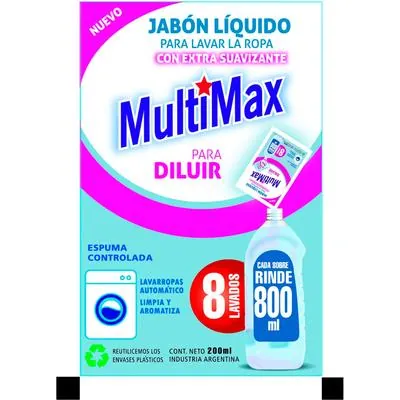 NUEVO
JABÓN LÍQUIDO
PARA LAVAR LA ROPA
CON EXTRA SUAVIZANTE
MultiMax
PARA
DILUIR
MultiMax
ESPUMA
CONTROLADA
LAVARROPAS
AUTOMÁTICO
LIMPIA Y
AROMATIZA
8
LAVADOS
CADA SOBRE
RINDE
800
ml
REUTILICEMOS LOS
ENVASES PLÁSTICOS
CONT. NETO 200ml
INDUSTRIA ARGENTINA